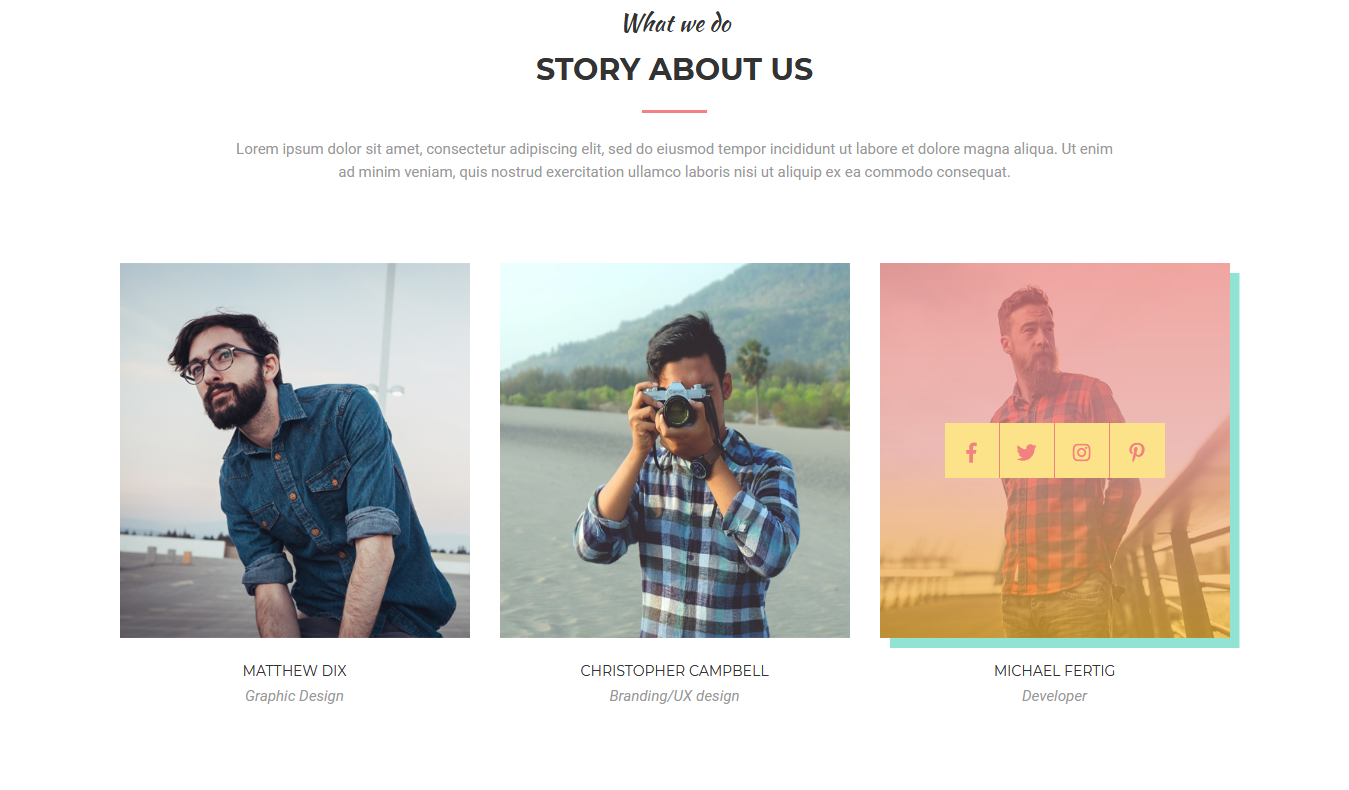 What we do
STORY ABOUT US
Lorem ipsum dolor sit amet, consectetur adipiscing elit, sed do eiusmod tempor incididunt ut labore et dolore magna aliqua. Ut enim
ad minim veniam, quis nostrud exercitation ullamco laboris nisi ut aliquip ex ea commodo consequat.
MATTHEW DIX
Graphic Design
CHRISTOPHER CAMPBELL
Branding/UX design
MICHAEL FERTIG
Developer